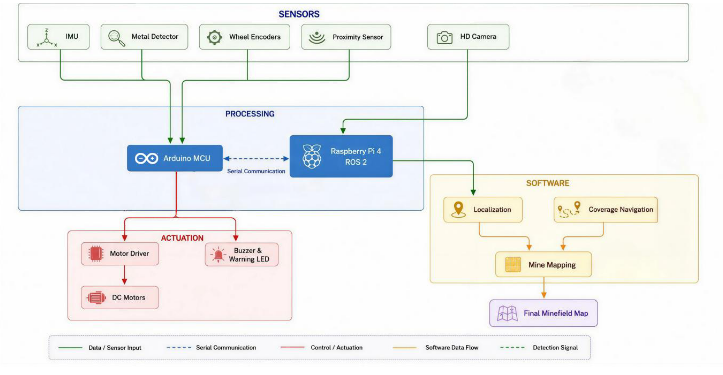 SENSORS
IMU
Metal Detector
Wheel Encoders
Proximity Sensor
HD Camera
PROCESSING
Arduino MCU
Serial Communication
Raspberry Pi 4
ROS 2
SOFTWARE
Localization
Coverage Navigation
Mine Mapping
Final Minefield Map
ACTUATION
Motor Driver
Buzzer &
Warning LED
DC Motors
Data / Sensor Input
Serial Communication
Control / Actuation
Software Data Flow
Detection Signal